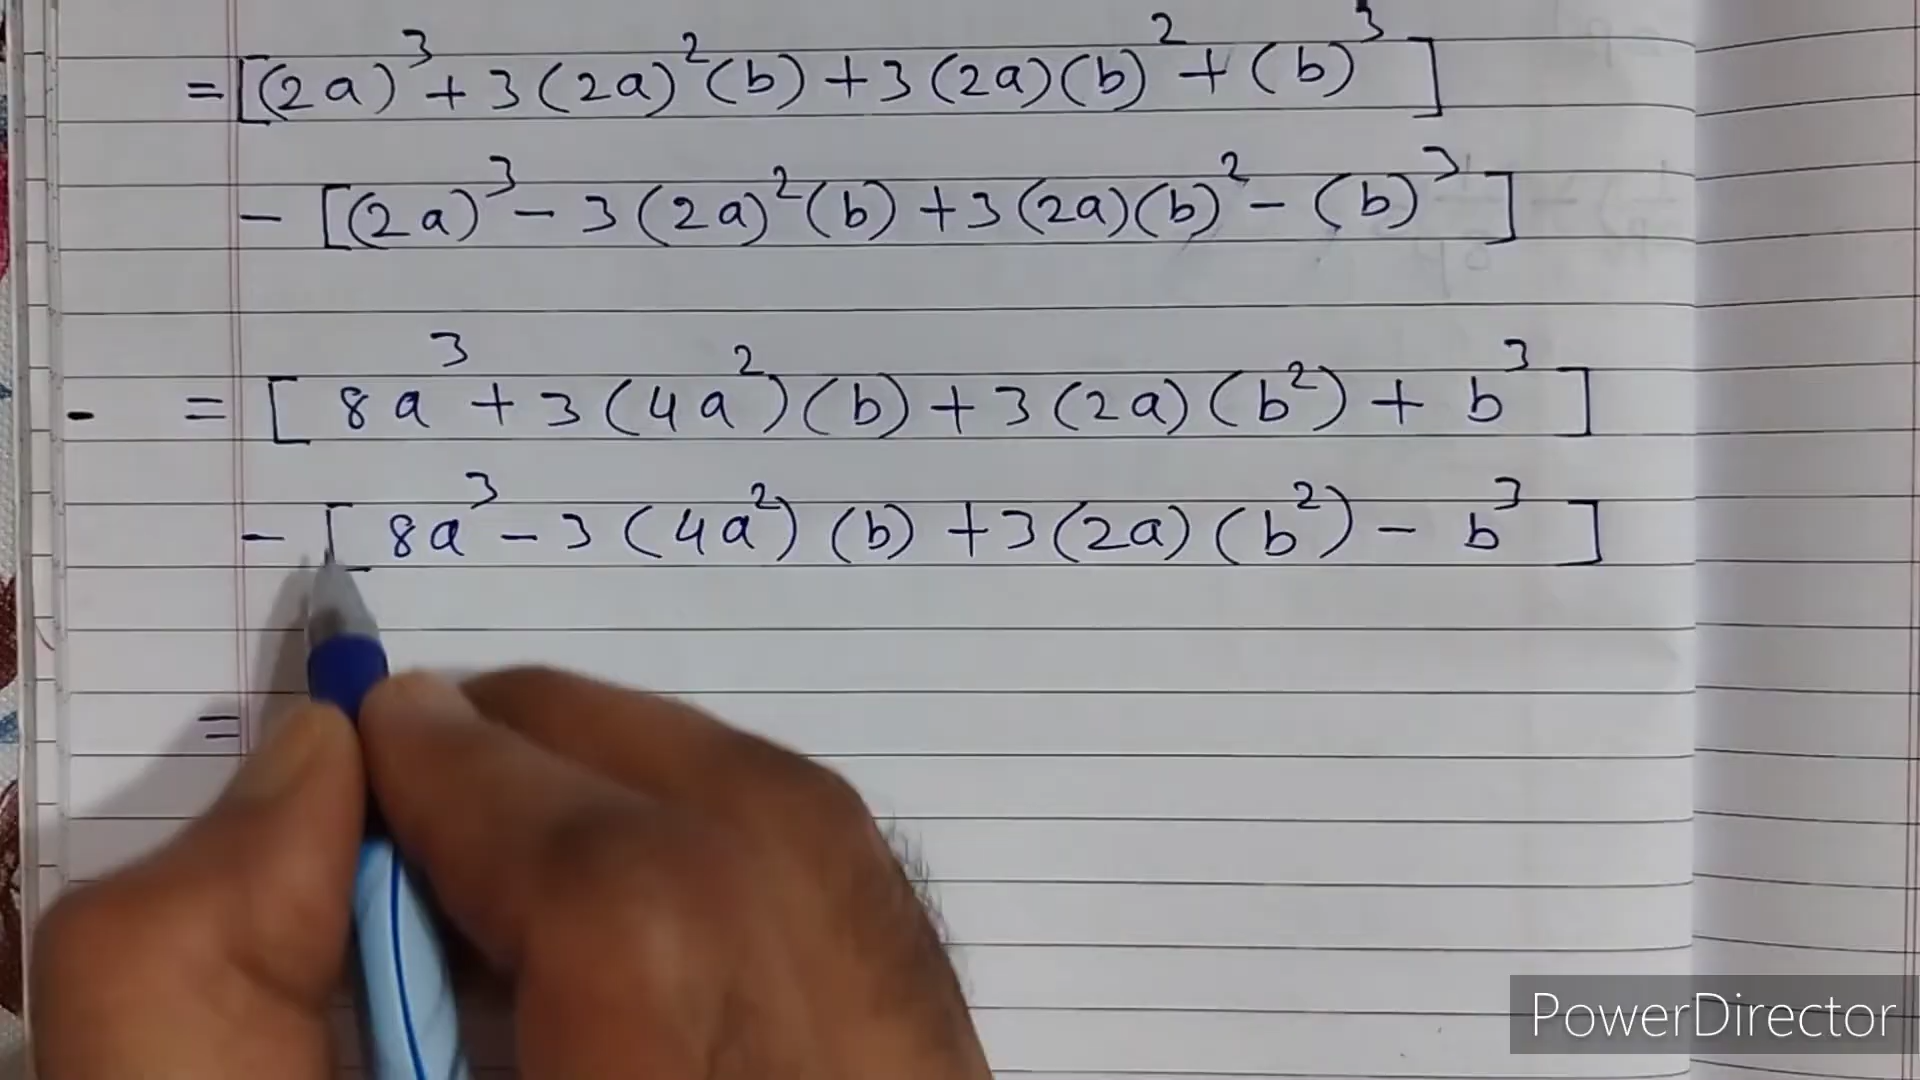 = [(2a)³ + 3(2a)²(b) + 3(2a)(b)² + (b)³]
- [(2a)³ - 3(2a)²(b) + 3(2a)(b)² - (b)³]
- = [8a³ + 3(4a²)(b) + 3(2a)(b²) + b³]
- [8a³ - 3(4a²)(b) + 3(2a)(b²) - b³]
=
PowerDirector